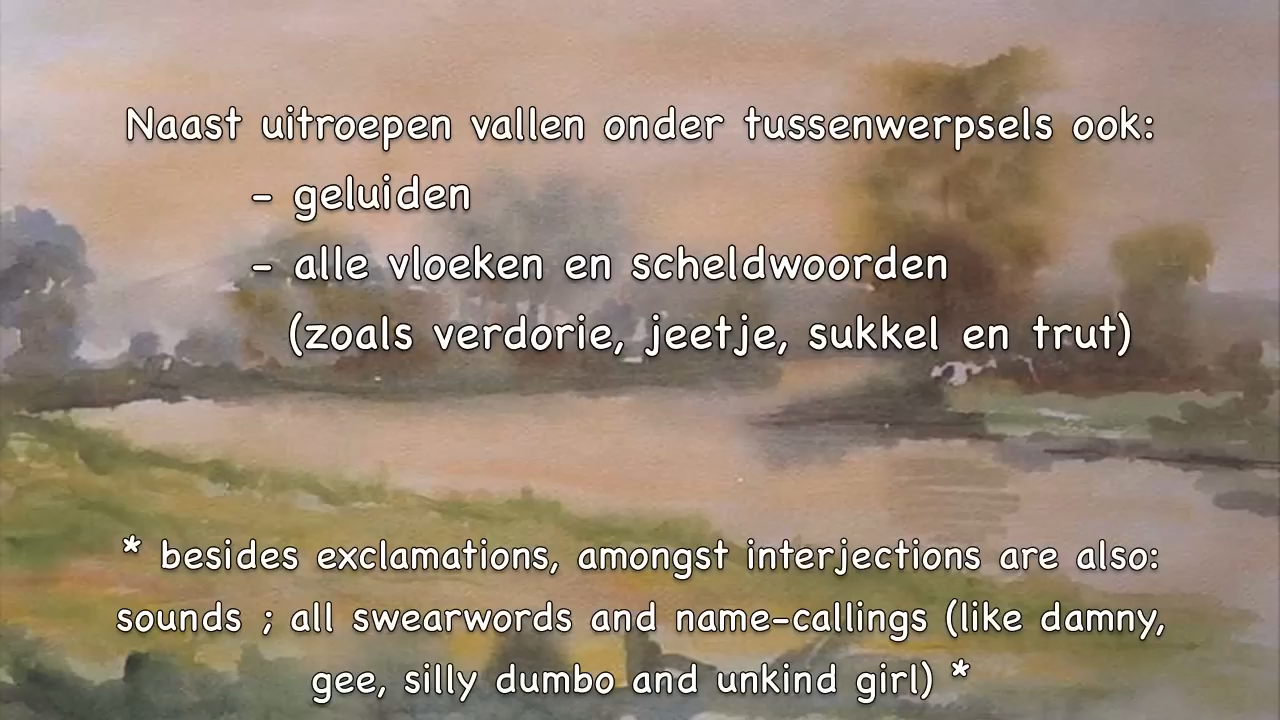 Naast uitroepen vallen onder tussenwerpsels ook:
- geluiden
- alle vloeken en scheldwoorden
(zoals verdorie, jeetje, sukkel en trut)
* besides exclamations, amongst interjections are also:
sounds ; all swearwords and name-callings (like damny,
gee, silly dumbo and unkind girl) *